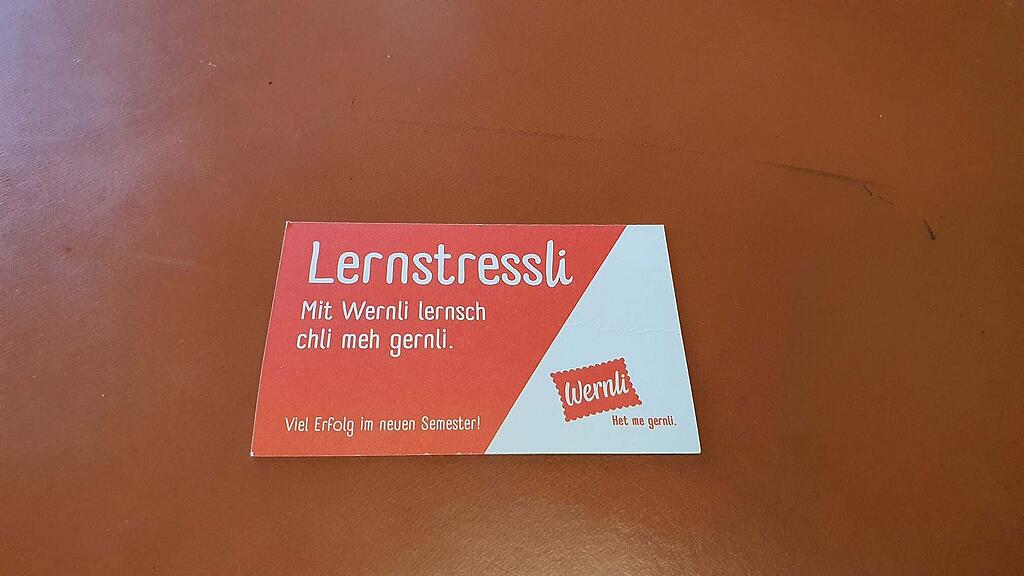 Lernstressli
Mit Wernli lernsch
chli meh gernli.
Viel Erfolg im neuen Semester!
Wernli
Het me gernli.